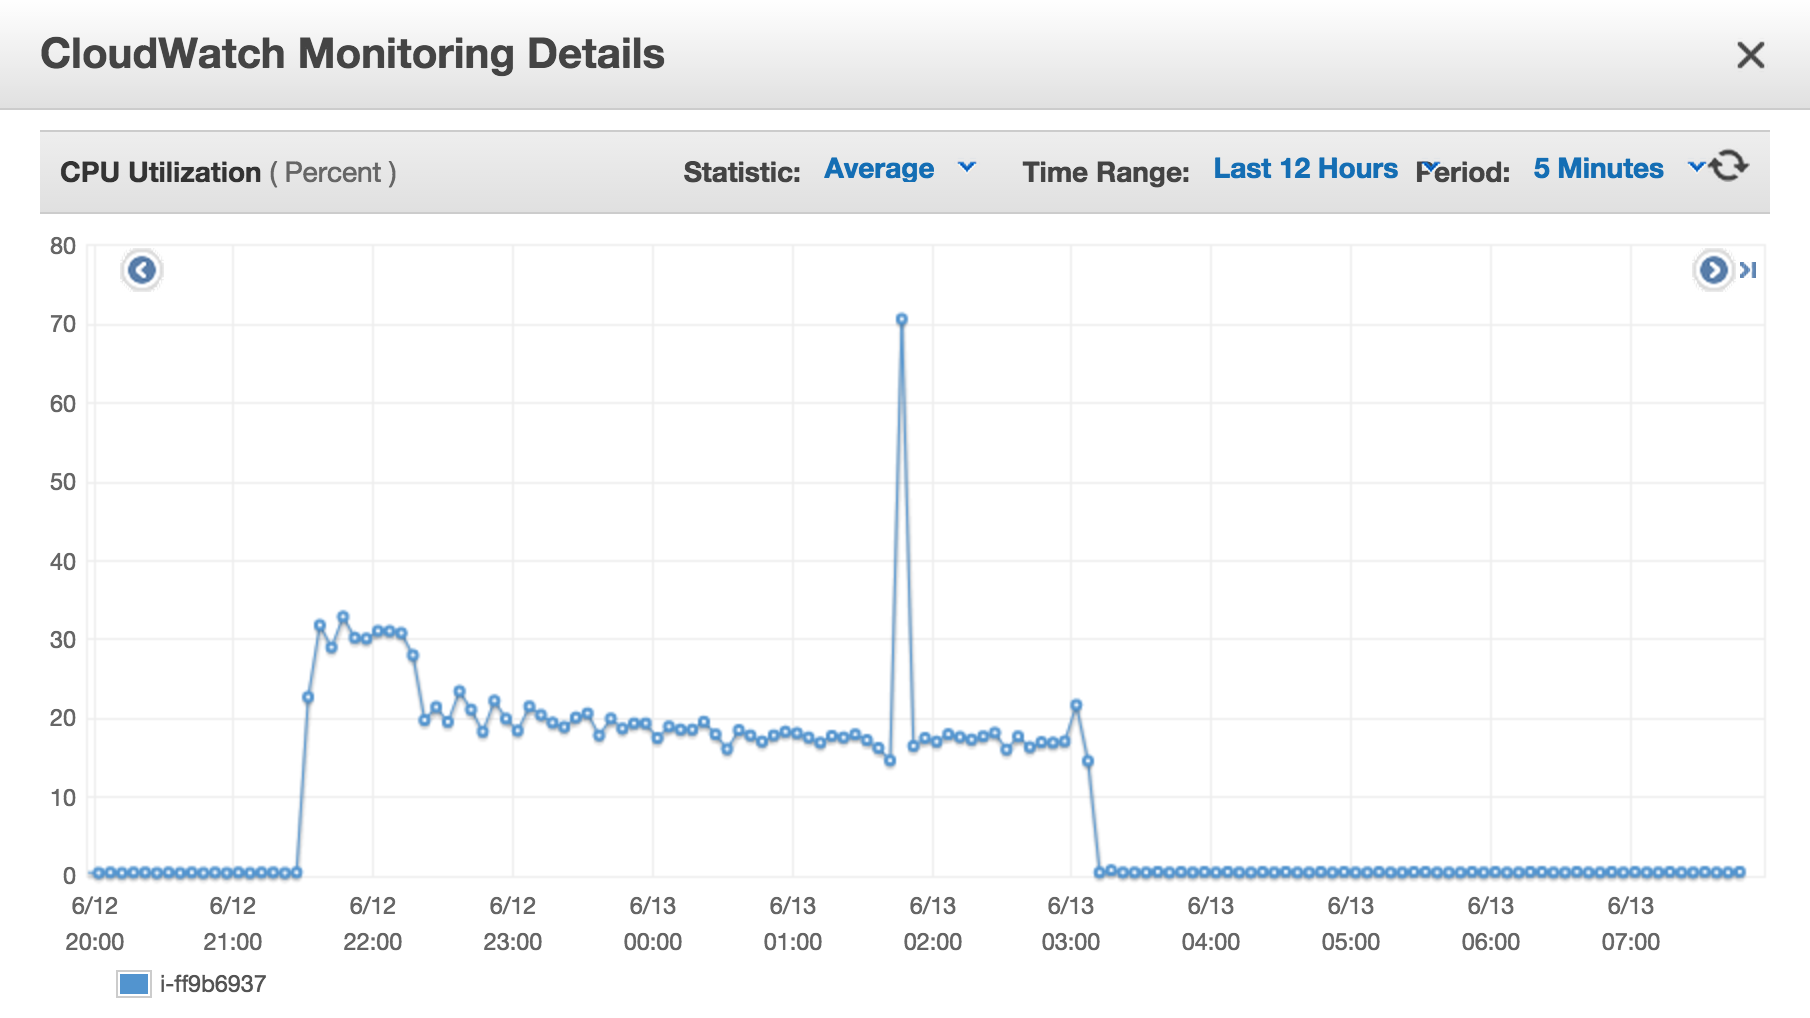 CloudWatch Monitoring Details
CPU Utilization ( Percent ) Statistic: Average Time Range: Last 12 Hours Period: 5 Minutes
80
70
60
50
40
30
20
10
0
6/12 6/12 6/12 6/12 6/13 6/13 6/13 6/13 6/13 6/13 6/13 6/13
20:00 21:00 22:00 23:00 00:00 01:00 02:00 03:00 04:00 05:00 06:00 07:00
i-ff9b6937